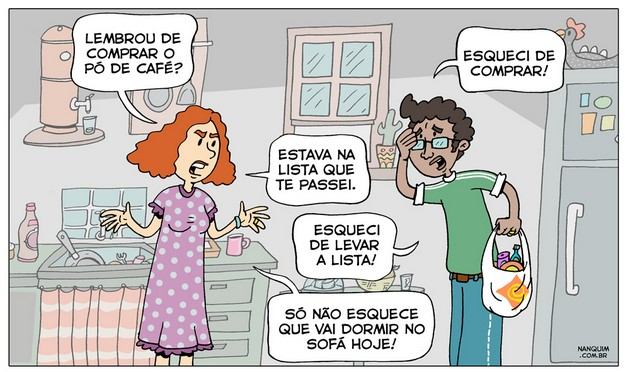 LEMBROU DE
COMPRAR O
PÓ DE CAFÉ?
ESQUECI DE
COMPRAR!
ESTAVA NA
LISTA QUE
TE PASSEI.
ESQUECI
DE LEVAR
A LISTA!
SÓ NÃO ESQUECE
QUE VAI DORMIR NO
SOFÁ HOJE!
NANQUIM
.COM.BR